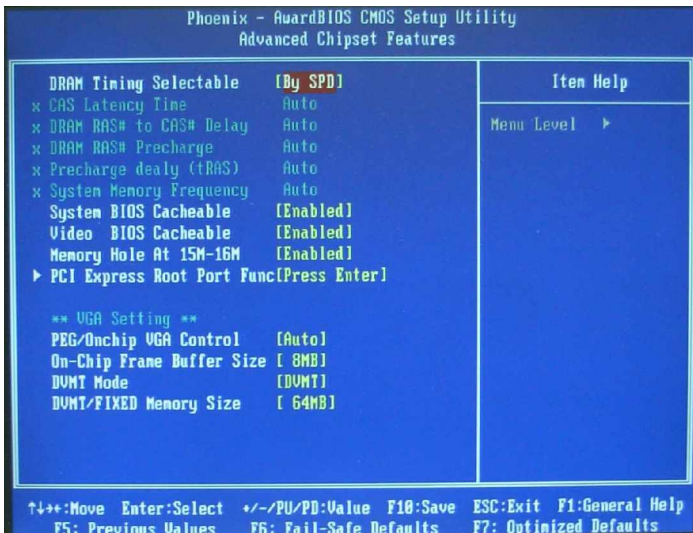 Phoenix - AwardBIOS CMOS Setup Utility
Advanced Chipset Features
DRAM Timing Selectable [By SPD]
x CAS Latency Time Auto
x DRAM RAS# to CAS# Delay Auto
x DRAM RAS# Precharge Auto
x Precharge dealy (tRAS) Auto
x System Memory Frequency Auto
System BIOS Cacheable [Enabled]
Video BIOS Cacheable [Enabled]
Memory Hole At 15M-16M [Enabled]
▶ PCI Express Root Port Func[Press Enter]
** VGA Setting **
PEG/Onchip VGA Control [Auto]
On-Chip Frame Buffer Size [ 8MB]
DVMT Mode [DVMT]
DVMT/FIXED Memory Size [ 64MB]
Item Help
Menu Level ▶
↑↓→←:Move Enter:Select +/-/PU/PD:Value F10:Save ESC:Exit F1:General Help
F5: Previous Values F6: Fail-Safe Defaults F7: Optimized Defaults